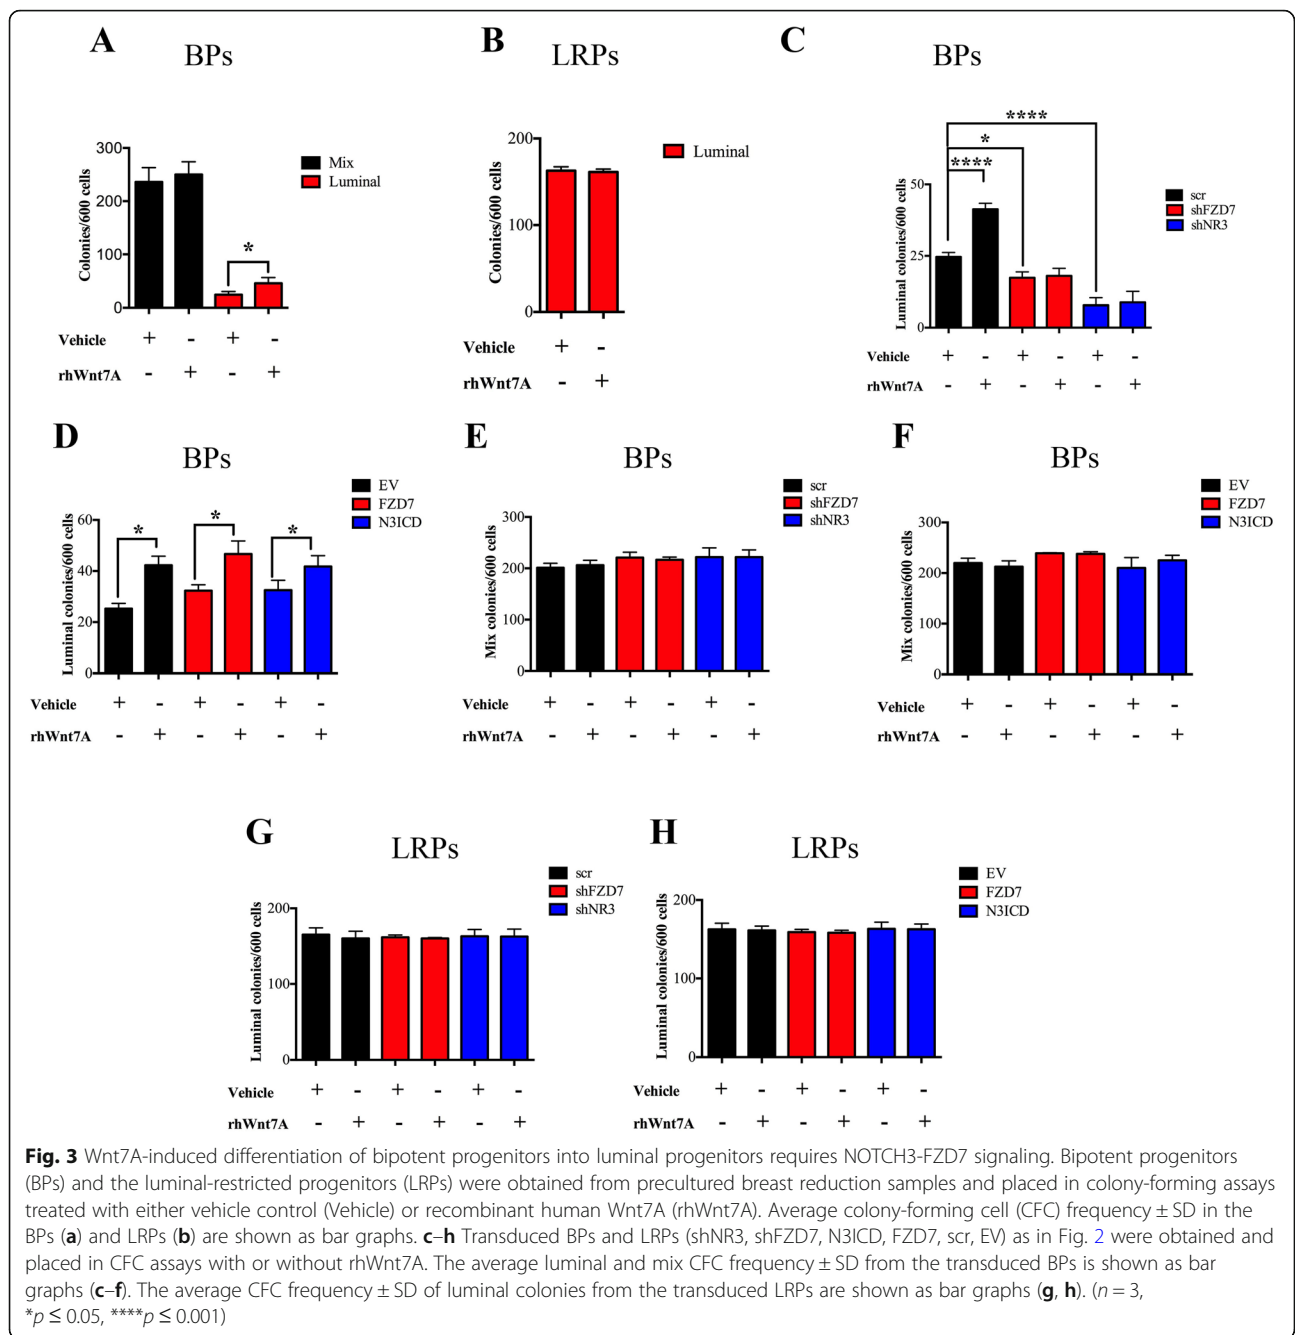 A
BPs
300
200
100
0
Colonies/600 cells
Mix
Luminal
*
Vehicle + - + -
rhWnt7A - + - +
B
LRPs
200
100
0
Colonies/600 cells
Luminal
Vehicle + -
rhWnt7A - +
C
BPs
****
*
****
50
25
0
Luminal colonies/600 cells
scr
shFZD7
shNR3
Vehicle + - + - + -
rhWnt7A - + - + - +
D
BPs
60
40
20
0
Luminal colonies/600 cells
* * *
EV
FZD7
N3ICD
Vehicle + - + - + -
rhWnt7A - + - + - +
E
BPs
300
200
100
0
Mix colonies/600 cells
scr
shFZD7
shNR3
Vehicle + - + - + -
rhWnt7A - + - + - +
F
BPs
300
200
100
0
Mix colonies/600 cells
EV
FZD7
N3ICD
Vehicle + - + - + -
rhWnt7A - + - + - +
G
LRPs
200
100
0
Luminal colonies/600 cells
scr
shFZD7
shNR3
Vehicle + - + - + -
rhWnt7A - + - + - +
H
LRPs
200
100
0
Luminal colonies/600 cells
EV
FZD7
N3ICD
Vehicle + - + - + -
rhWnt7A - + - + - +
Fig. 3 Wnt7A-induced differentiation of bipotent progenitors into luminal progenitors requires NOTCH3-FZD7 signaling. Bipotent progenitors
(BPs) and the luminal-restricted progenitors (LRPs) were obtained from precultured breast reduction samples and placed in colony-forming assays
treated with either vehicle control (Vehicle) or recombinant human Wnt7A (rhWnt7A). Average colony-forming cell (CFC) frequency ± SD in the
BPs (a) and LRPs (b) are shown as bar graphs. c–h Transduced BPs and LRPs (shNR3, shFZD7, N3ICD, FZD7, scr, EV) as in Fig. 2 were obtained and
placed in CFC assays with or without rhWnt7A. The average luminal and mix CFC frequency ± SD from the transduced BPs is shown as bar
graphs (c–f). The average CFC frequency ± SD of luminal colonies from the transduced LRPs are shown as bar graphs (g, h). (n = 3,
*p ≤ 0.05, ****p ≤ 0.001)